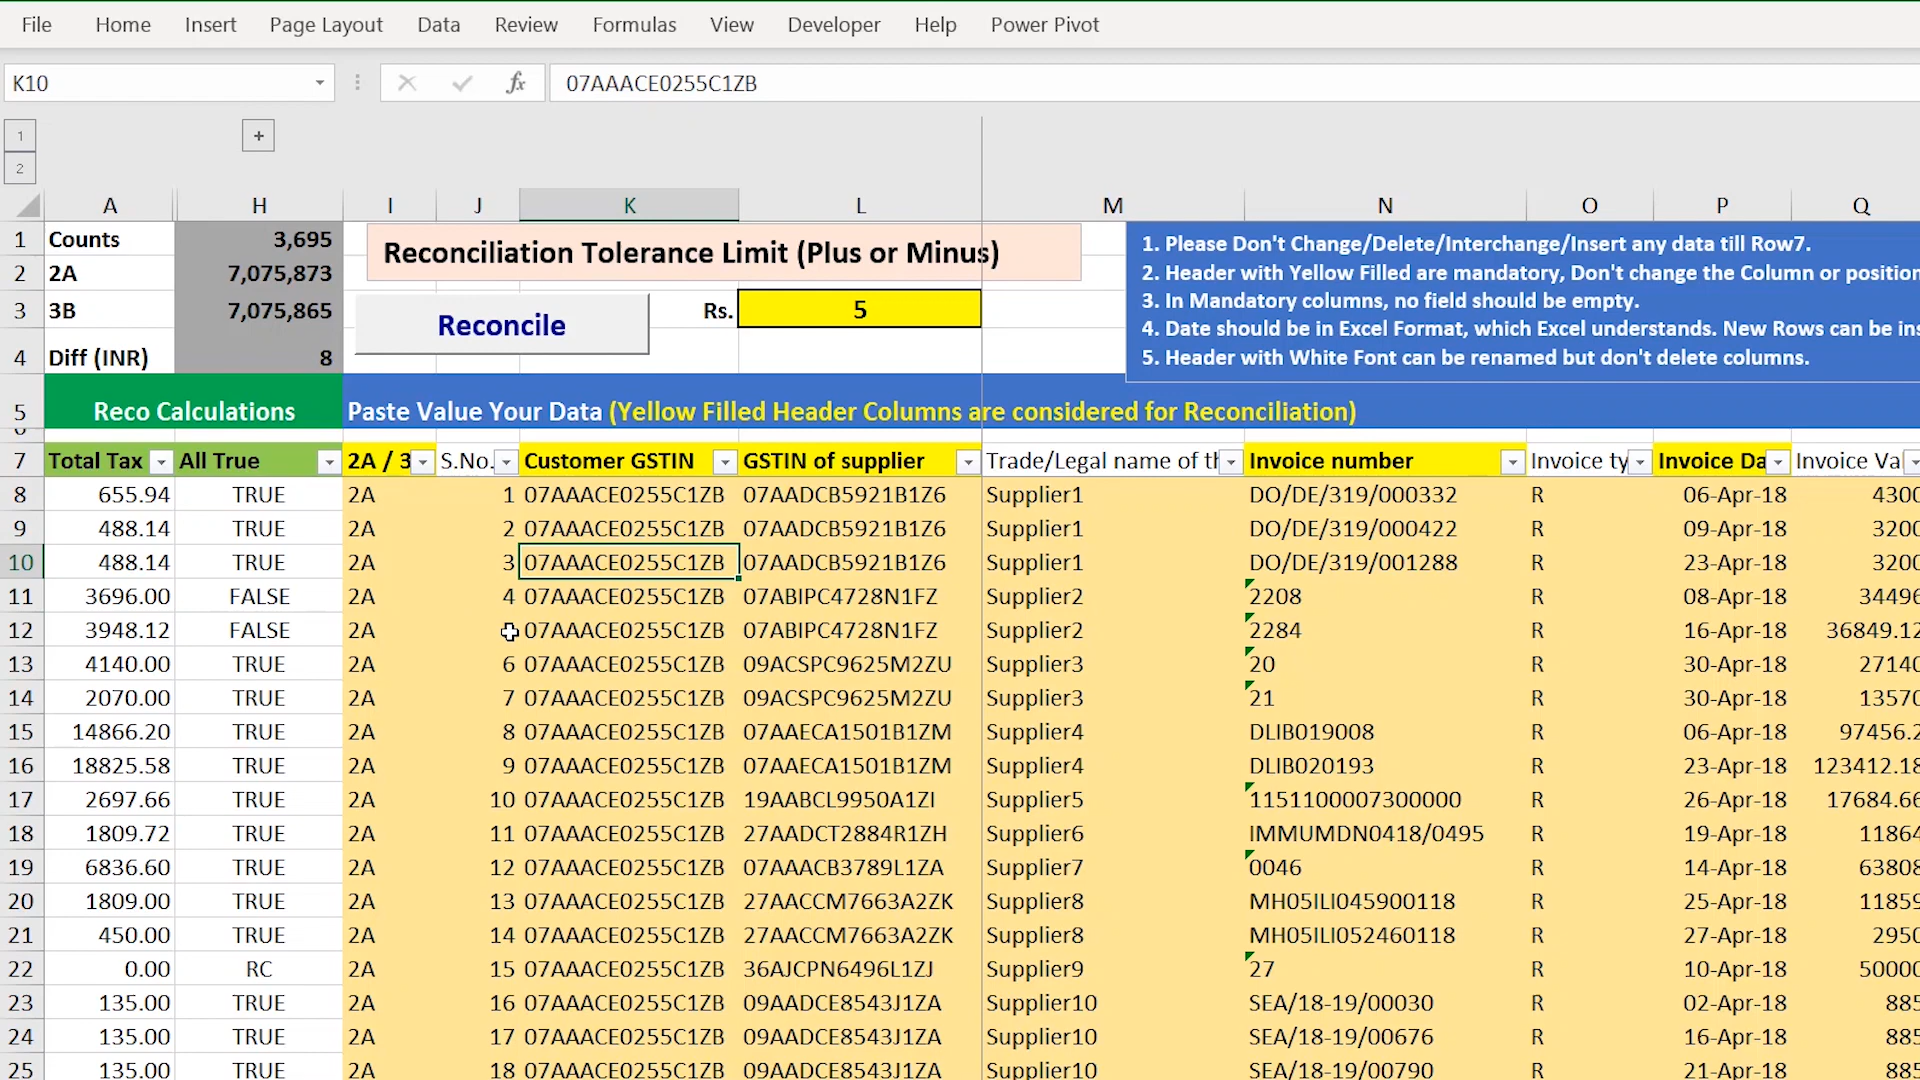 File Home Insert Page Layout Data Review Formulas View Developer Help Power Pivot
K10 fx 07AAACE0255C1ZB
1
2
+
A H I J K L M N O P Q
1 Counts 3,695 Reconciliation Tolerance Limit (Plus or Minus)
2 2A 7,075,873
3 3B 7,075,865 Reconcile Rs. 5
4 Diff (INR) 8
1. Please Don't Change/Delete/Interchange/Insert any data till Row7.
2. Header with Yellow Filled are mandatory, Don't change the Column or position
3. In Mandatory columns, no field should be empty.
4. Date should be in Excel Format, which Excel understands. New Rows can be ins
5. Header with White Font can be renamed but don't delete columns.
5 Reco Calculations Paste Value Your Data (Yellow Filled Header Columns are considered for Reconciliation)
7 Total Tax All True 2A / 3 S.No. Customer GSTIN GSTIN of supplier Trade/Legal name of th Invoice number Invoice ty Invoice Da Invoice Va
8 655.94 TRUE 2A 1 07AAACE0255C1ZB 07AADCB5921B1Z6 Supplier1 DO/DE/319/000332 R 06-Apr-18 4300
9 488.14 TRUE 2A 2 07AAACE0255C1ZB 07AADCB5921B1Z6 Supplier1 DO/DE/319/000422 R 09-Apr-18 3200
10 488.14 TRUE 2A 3 07AAACE0255C1ZB 07AADCB5921B1Z6 Supplier1 DO/DE/319/001288 R 23-Apr-18 3200
11 3696.00 FALSE 2A 4 07AAACE0255C1ZB 07ABIPC4728N1FZ Supplier2 2208 R 08-Apr-18 34496
12 3948.12 FALSE 2A 07AAACE0255C1ZB 07ABIPC4728N1FZ Supplier2 2284 R 16-Apr-18 36849.12
13 4140.00 TRUE 2A 6 07AAACE0255C1ZB 09ACSPC9625M2ZU Supplier3 20 R 30-Apr-18 27140
14 2070.00 TRUE 2A 7 07AAACE0255C1ZB 09ACSPC9625M2ZU Supplier3 21 R 30-Apr-18 13570
15 14866.20 TRUE 2A 8 07AAACE0255C1ZB 07AAECA1501B1ZM Supplier4 DLIB019008 R 06-Apr-18 97456.2
16 18825.58 TRUE 2A 9 07AAACE0255C1ZB 07AAECA1501B1ZM Supplier4 DLIB020193 R 23-Apr-18 123412.18
17 2697.66 TRUE 2A 10 07AAACE0255C1ZB 19AABCL9950A1ZI Supplier5 1151100007300000 R 26-Apr-18 17684.66
18 1809.72 TRUE 2A 11 07AAACE0255C1ZB 27AADCT2884R1ZH Supplier6 IMMUMDN0418/0495 R 19-Apr-18 11864
19 6836.60 TRUE 2A 12 07AAACE0255C1ZB 07AAACB3789L1ZA Supplier7 0046 R 14-Apr-18 63808
20 1809.00 TRUE 2A 13 07AAACE0255C1ZB 27AACCM7663A2ZK Supplier8 MH05ILI045900118 R 25-Apr-18 11859
21 450.00 TRUE 2A 14 07AAACE0255C1ZB 27AACCM7663A2ZK Supplier8 MH05ILI052460118 R 27-Apr-18 2950
22 0.00 RC 2A 15 07AAACE0255C1ZB 36AJCPN6496L1ZJ Supplier9 27 R 10-Apr-18 50000
23 135.00 TRUE 2A 16 07AAACE0255C1ZB 09AADCE8543J1ZA Supplier10 SEA/18-19/00030 R 02-Apr-18 885
24 135.00 TRUE 2A 17 07AAACE0255C1ZB 09AADCE8543J1ZA Supplier10 SEA/18-19/00676 R 16-Apr-18 885
25 135.00 TRUE 2A 18 07AAACE0255C1ZB 09AADCE8543J1ZA Supplier10 SEA/18-19/00790 R 21-Apr-18 885